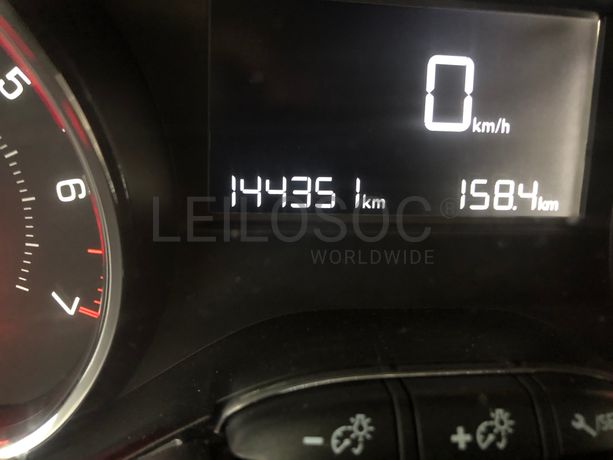 5
0 km/h
6
144351 km 158.4 km
LEILOSOC®
WORLDWIDE
7
- +